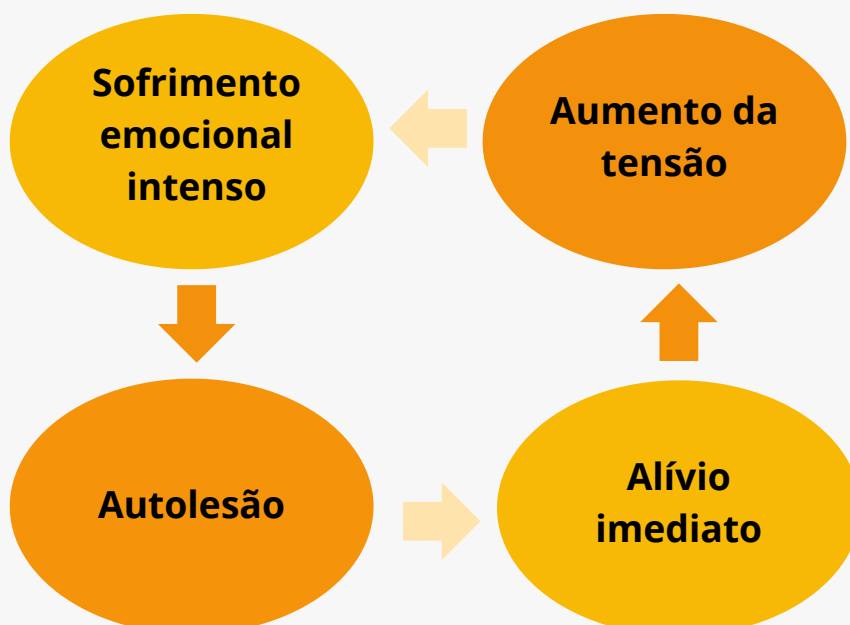 Sofrimento
emocional
intenso
Aumento da
tensão
Autolesão
Alívio
imediato